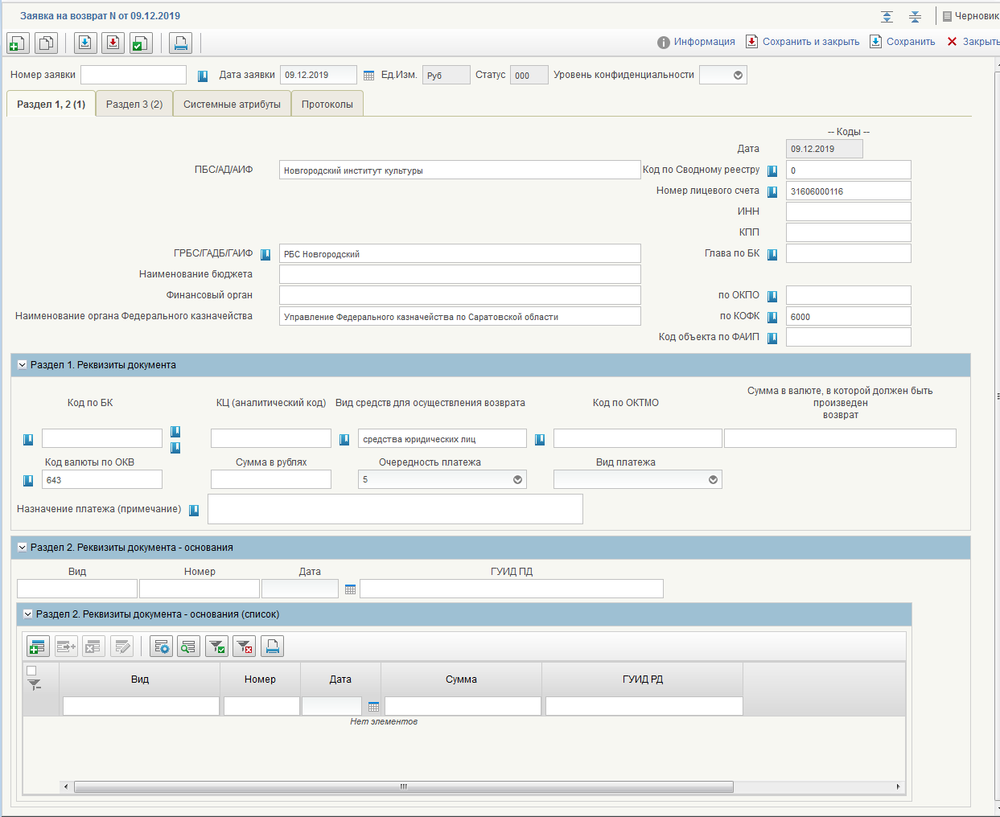 Заявка на возврат N от 09.12.2019
Черновик
Информация Сохранить и закрыть Сохранить Закрыть
Номер заявки Дата заявки 09.12.2019 Ед.Изм. Руб Статус 000 Уровень конфиденциальности
Раздел 1, 2 (1) Раздел 3 (2) Системные атрибуты Протоколы
-- Коды --
Дата 09.12.2019
ПБС/АД/АИФ Новгородский институт культуры Код по Сводному реестру 0
Номер лицевого счета 31606000116
ИНН
КПП
ГРБС/ГАДБ/ГАИФ РБС Новгородский Глава по БК
Наименование бюджета
Финансовый орган по ОКПО
Наименование органа Федерального казначейства Управление Федерального казначейства по Саратовской области по КОФК 6000
Код объекта по ФАИП
Раздел 1. Реквизиты документа
Код по БК КЦ (аналитический код) Вид средств для осуществления возврата Код по ОКТМО Сумма в валюте, в которой должен быть
произведен
возврат
средства юридических лиц
Код валюты по ОКВ Сумма в рублях Очередность платежа Вид платежа
643 5
Назначение платежа (примечание)
Раздел 2. Реквизиты документа - основания
Вид Номер Дата ГУИД ПД
Раздел 2. Реквизиты документа - основания (список)
Вид Номер Дата Сумма ГУИД РД
Нет элементов